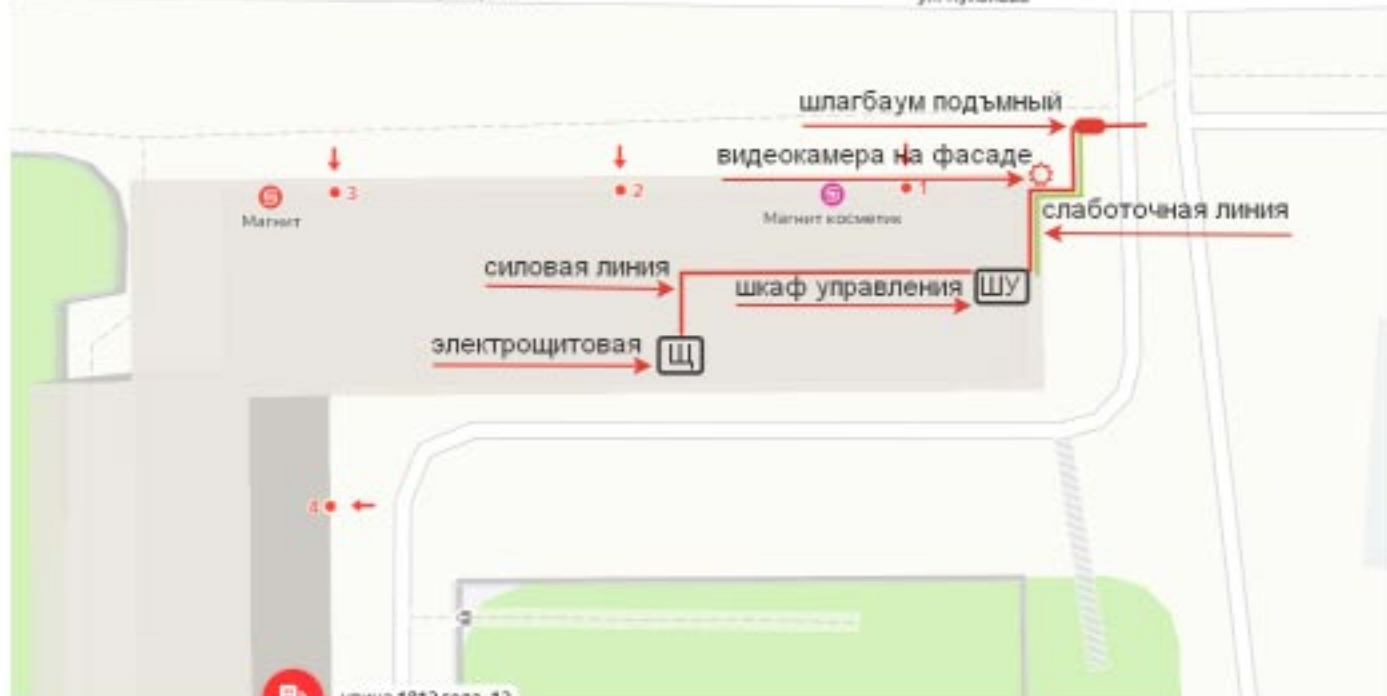 шлагбаум подъмный
видеокамера на фасаде
3
2
1
Магнит
Магнит косметик
слаботочная линия
силовая линия
шкаф управления
ШУ
электрощитовая
Щ
4